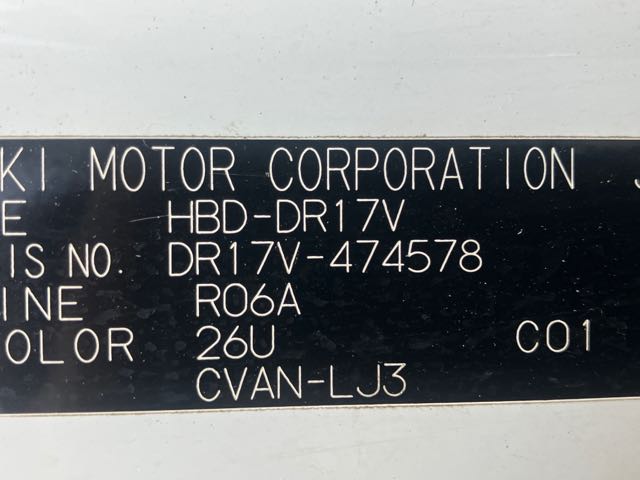 KI MOTOR CORPORATION J
E HBD-DR17V
IS NO. DR17V-474578
INE R06A
OLOR 26U C01
CVAN-LJ3